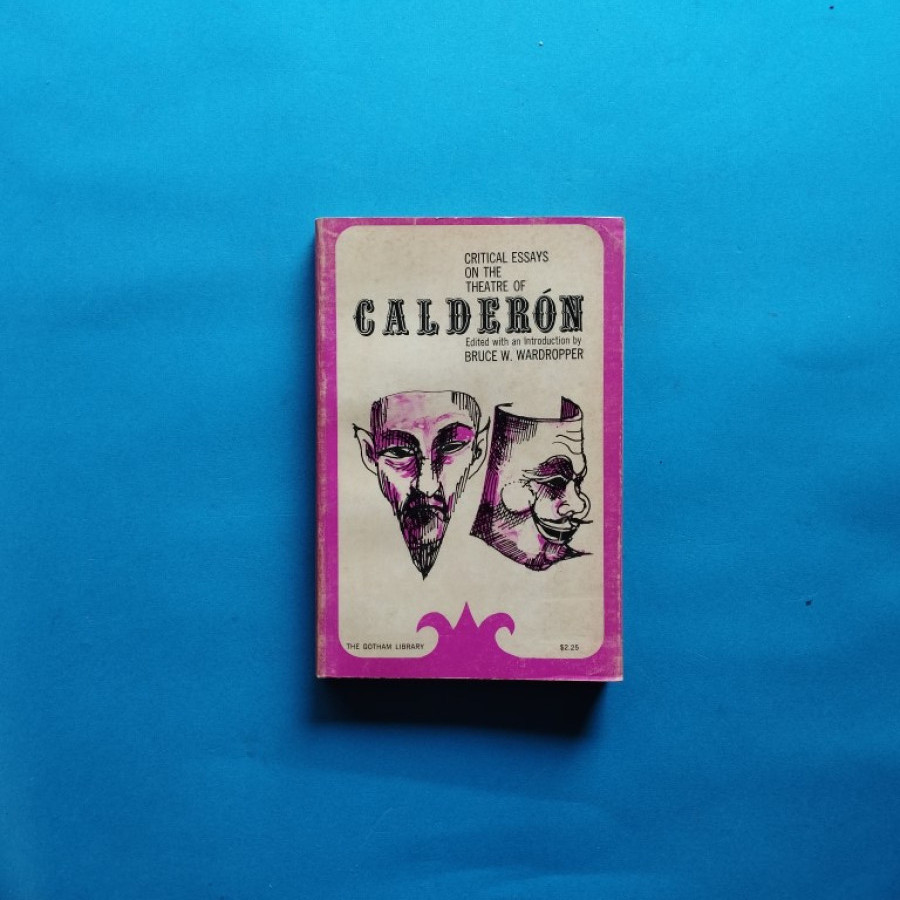 CRITICAL ESSAYS
ON THE
THEATRE OF
CALDERÓN
Edited with an Introduction by
BRUCE W. WARDROPPER
THE GOTHAM LIBRARY
$2.25